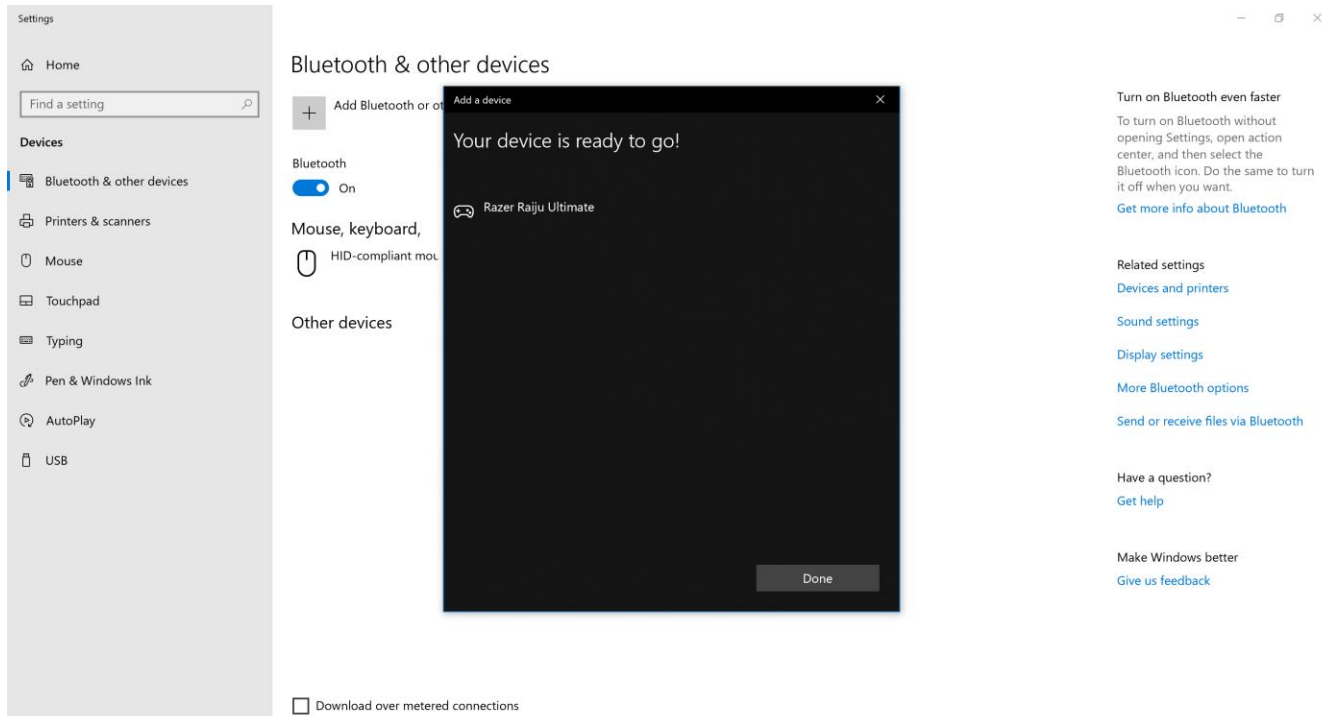 Settings
Home
Find a setting
Devices
Bluetooth & other devices
Printers & scanners
Mouse
Touchpad
Typing
Pen & Windows Ink
AutoPlay
USB
Bluetooth & other devices
Add Bluetooth or ot
Bluetooth
On
Mouse, keyboard,
HID-compliant mou
Other devices
Download over metered connections
Add a device
Your device is ready to go!
Razer Raiju Ultimate
Done
Turn on Bluetooth even faster
To turn on Bluetooth without
opening Settings, open action
center, and then select the
Bluetooth icon. Do the same to turn
it off when you want.
Get more info about Bluetooth
Related settings
Devices and printers
Sound settings
Display settings
More Bluetooth options
Send or receive files via Bluetooth
Have a question?
Get help
Make Windows better
Give us feedback